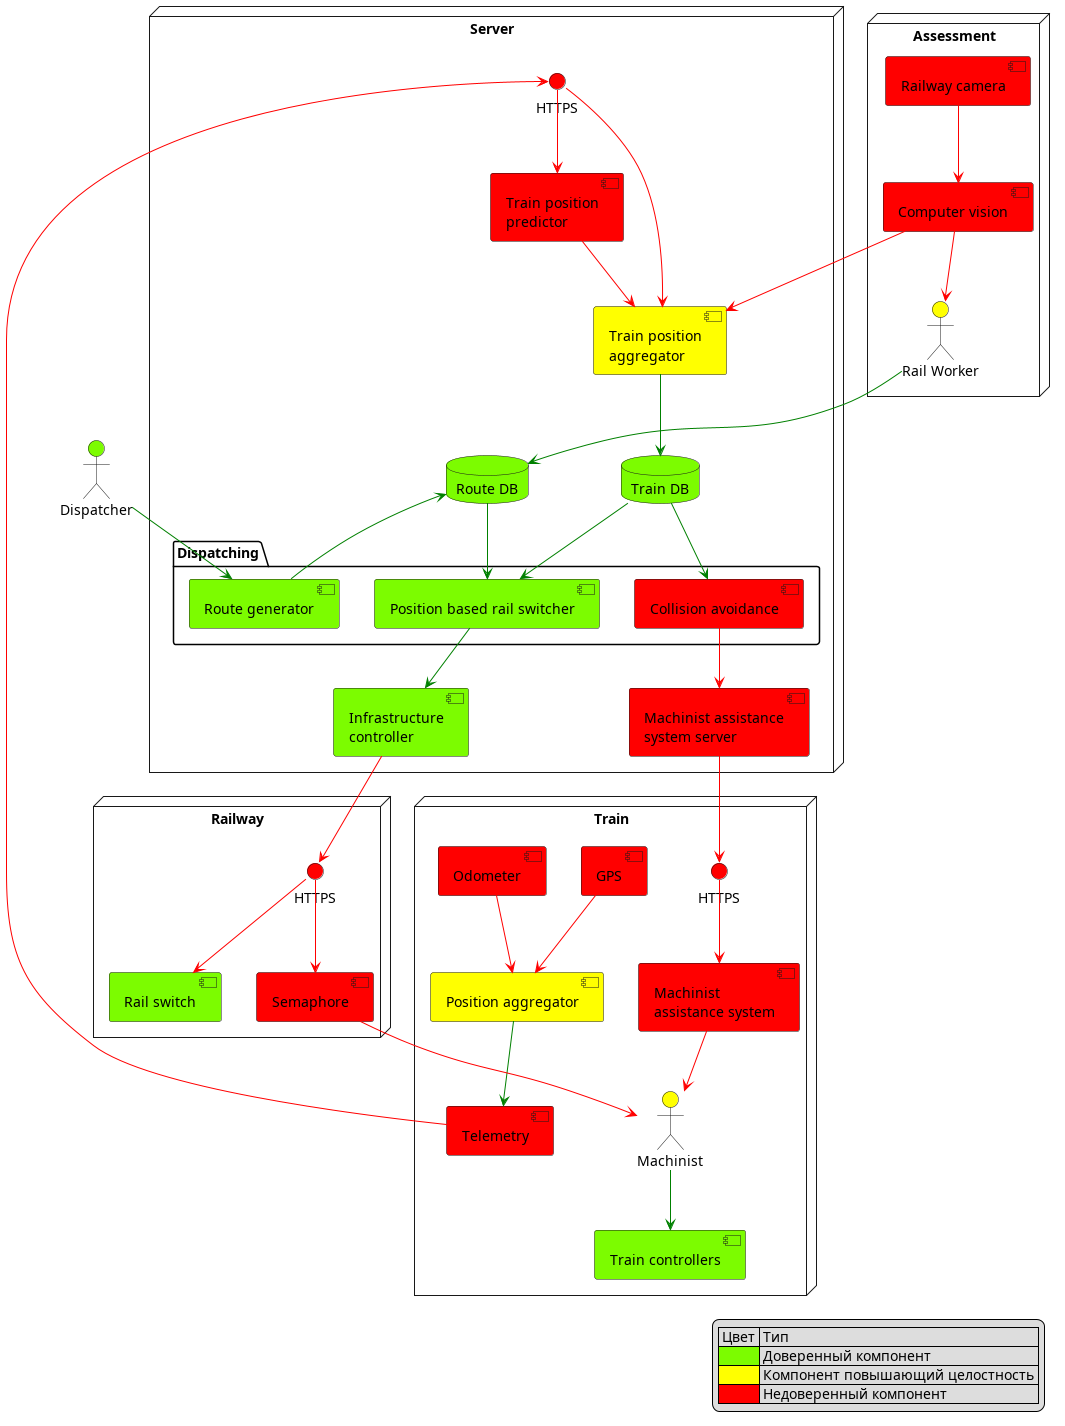 Server
Assessment
Railway camera
HTTPS
Train position
predictor
Computer vision
Train position
aggregator
Rail Worker
Dispatcher
Route DB
Train DB
Dispatching
Route generator
Position based rail switcher
Collision avoidance
Infrastructure
controller
Machinist assistance
system server
Railway
Train
HTTPS
Odometer
GPS
HTTPS
Rail switch
Semaphore
Position aggregator
Machinist
assistance system
Telemetry
Machinist
Train controllers
Цвет Тип
Доверенный компонент
Компонент повышающий целостность
Недоверенный компонент